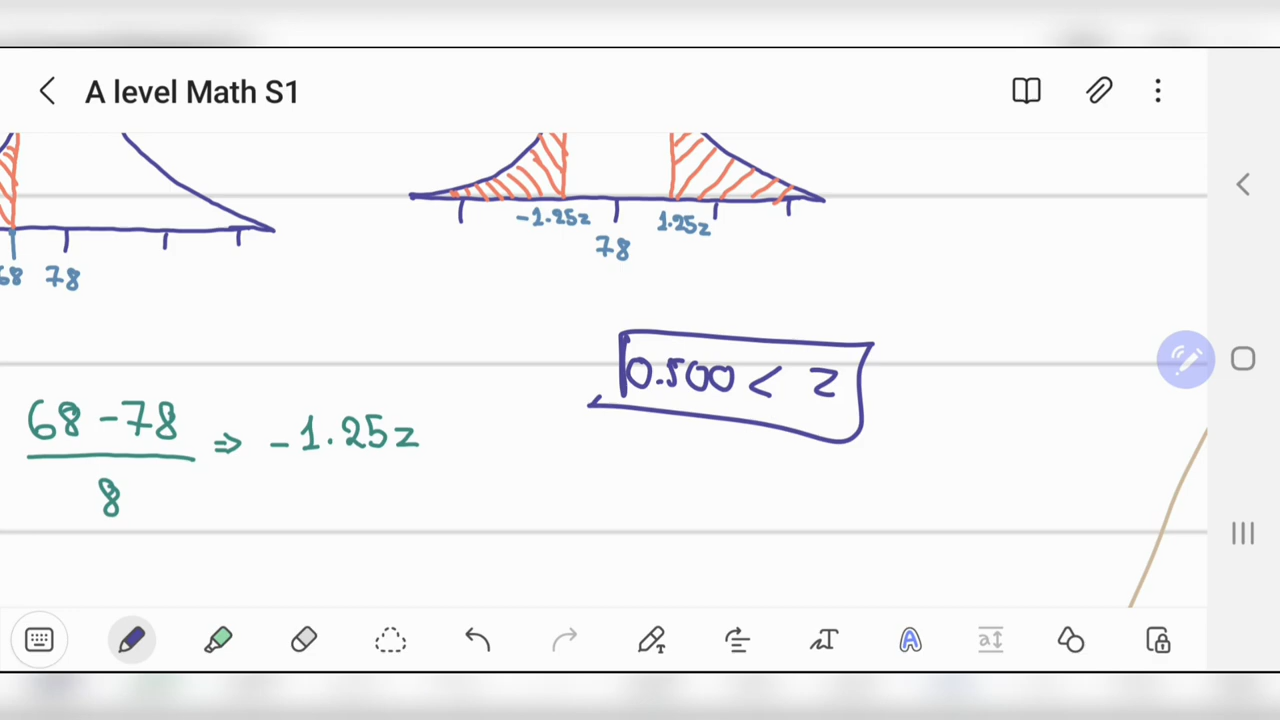 A level Math S1
-1.25z
1.25z
78
68 78
0.500 < z
68 - 78
8
⇒ -1.25z
T
T
A
a